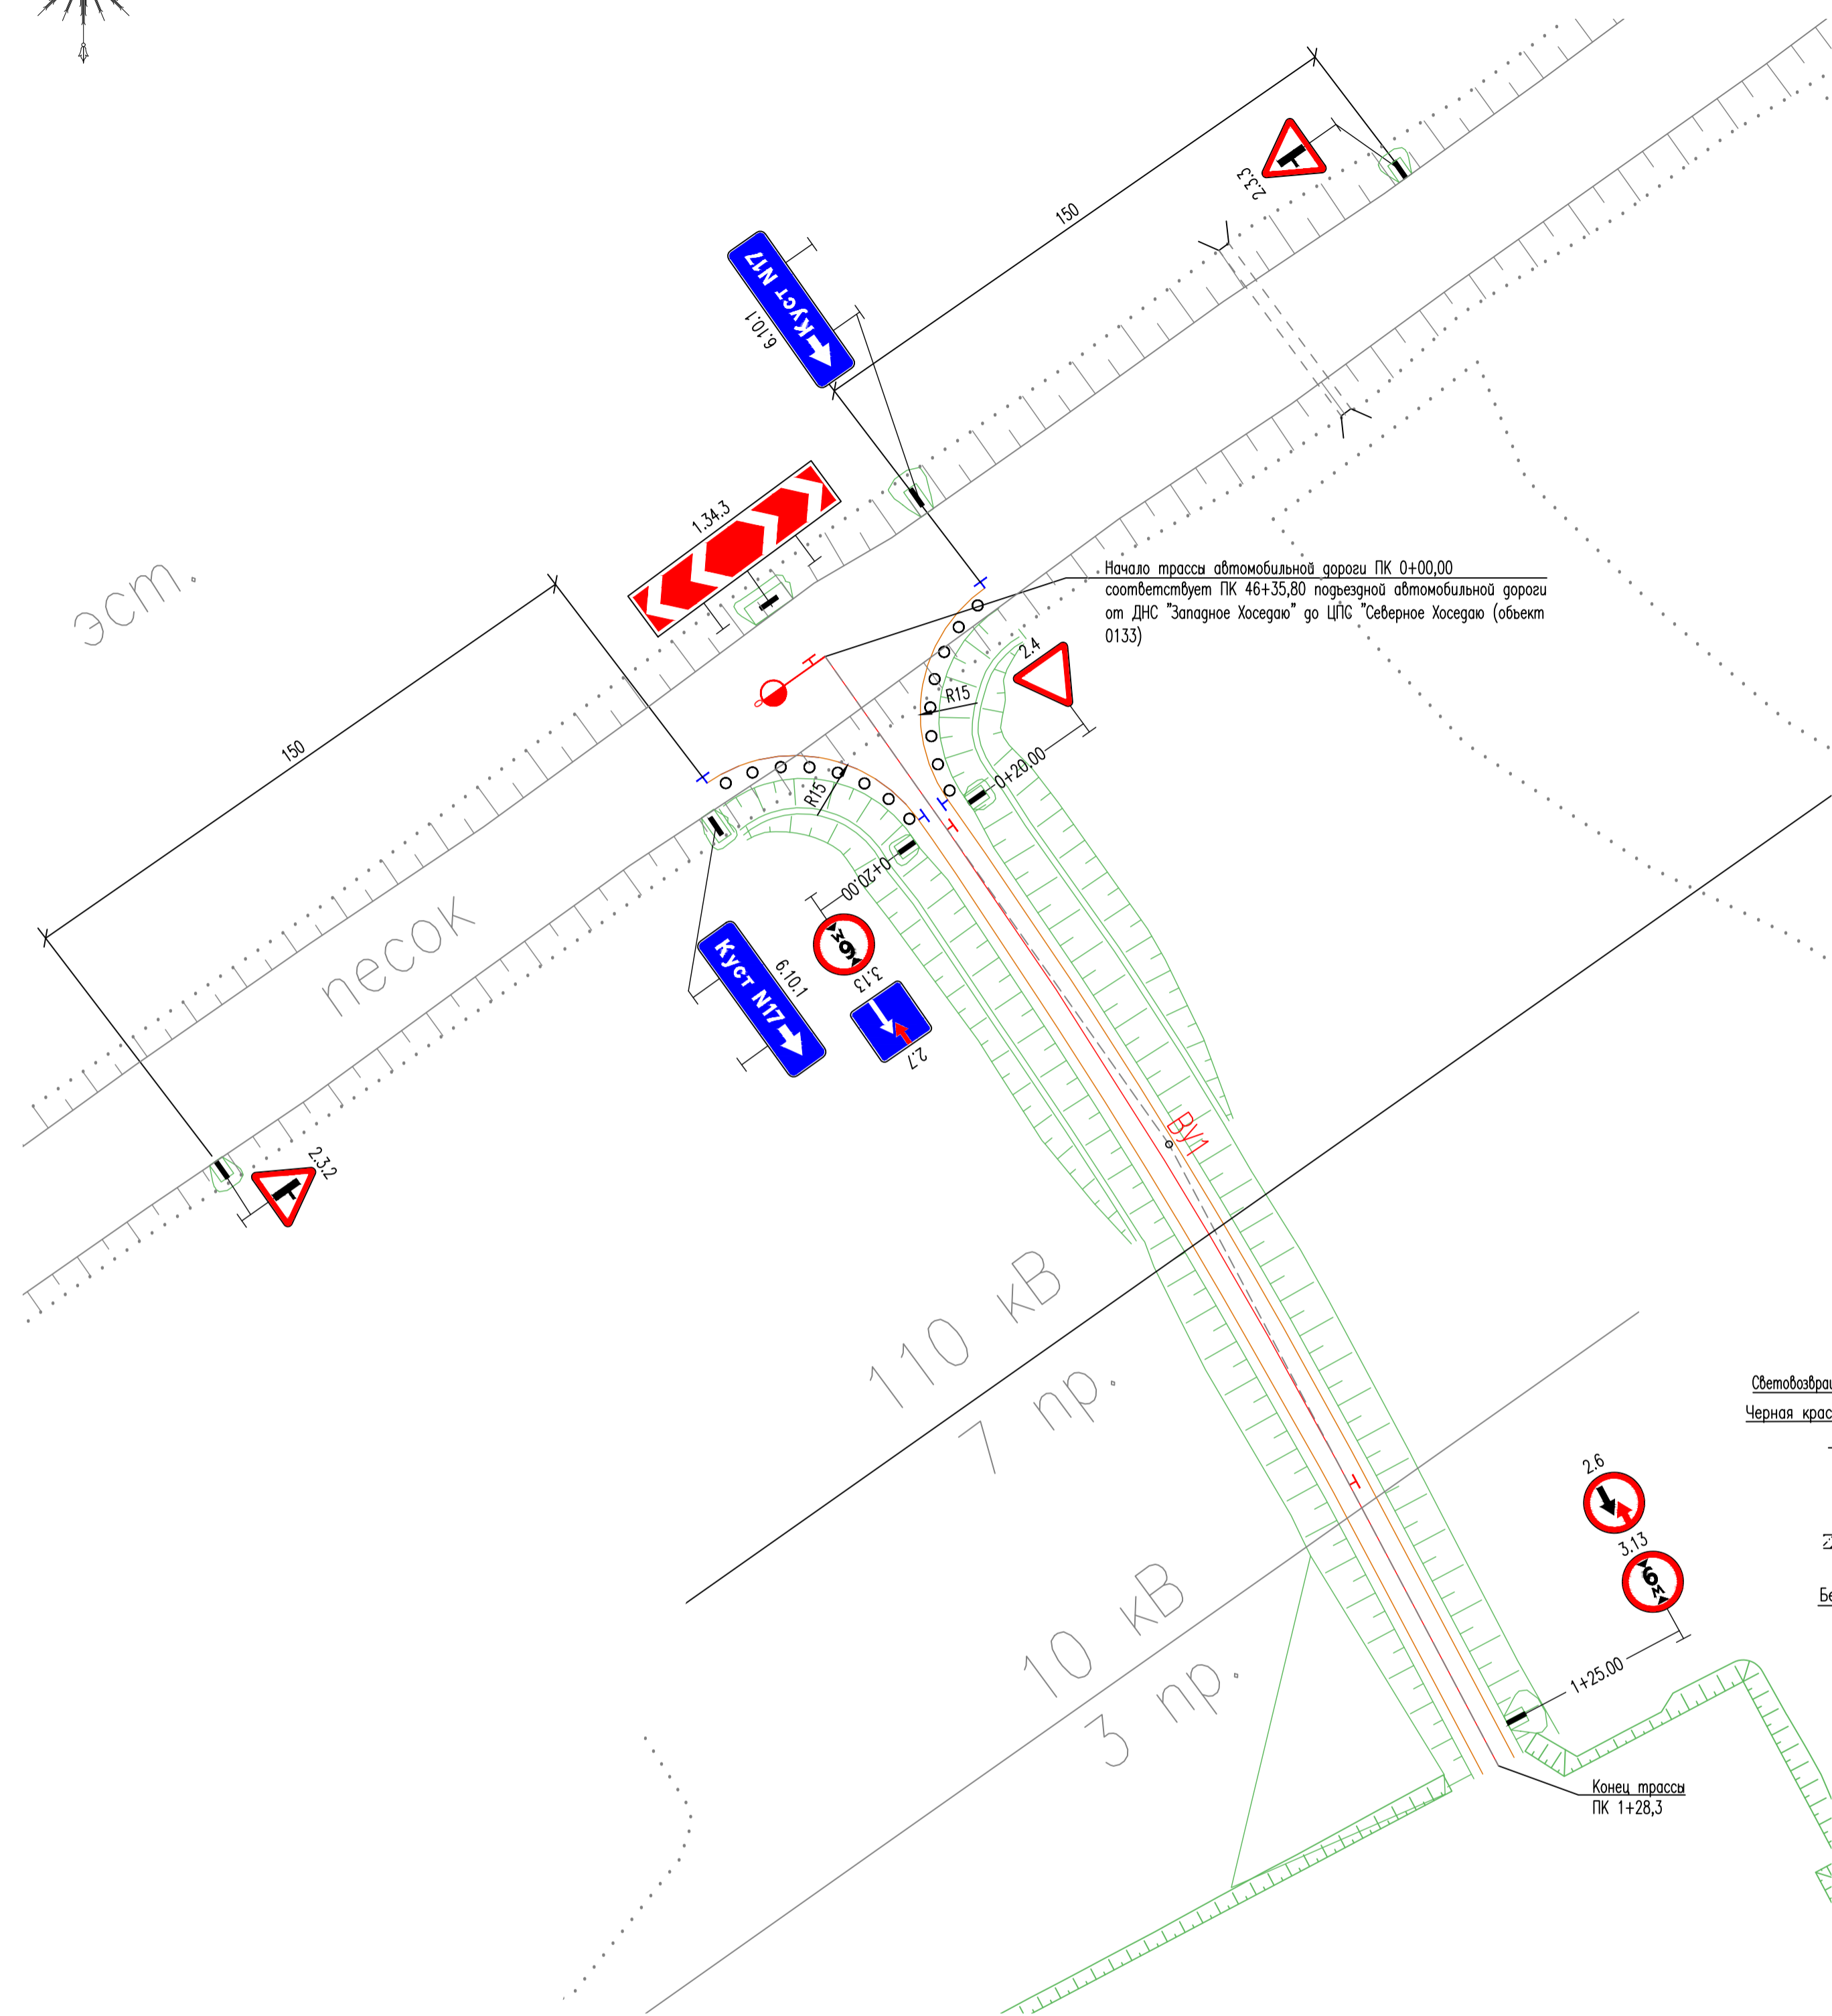 2.3.3
150
Куст N17
6.10.1
1.34.3
эст.
Начало трассы автомобильной дороги ПК 0+00,00
соответствует ПК 46+35,80 подъездной автомобильной дороги
от ДНС "Западное Хоседаю" до ЦПС "Северное Хоседаю (объект
0133)
2.4
R15
150
0+20.00
R15
0+20.00
песок
Куст N17
6.10.1
6м
3.13
2.7
ВУ1
2.3.2
110 кВ
7 пр.
Черная
2.6
3.13
6м
10 кВ
3 пр.
1+25.00
Конец трассы
ПК 1+28,3